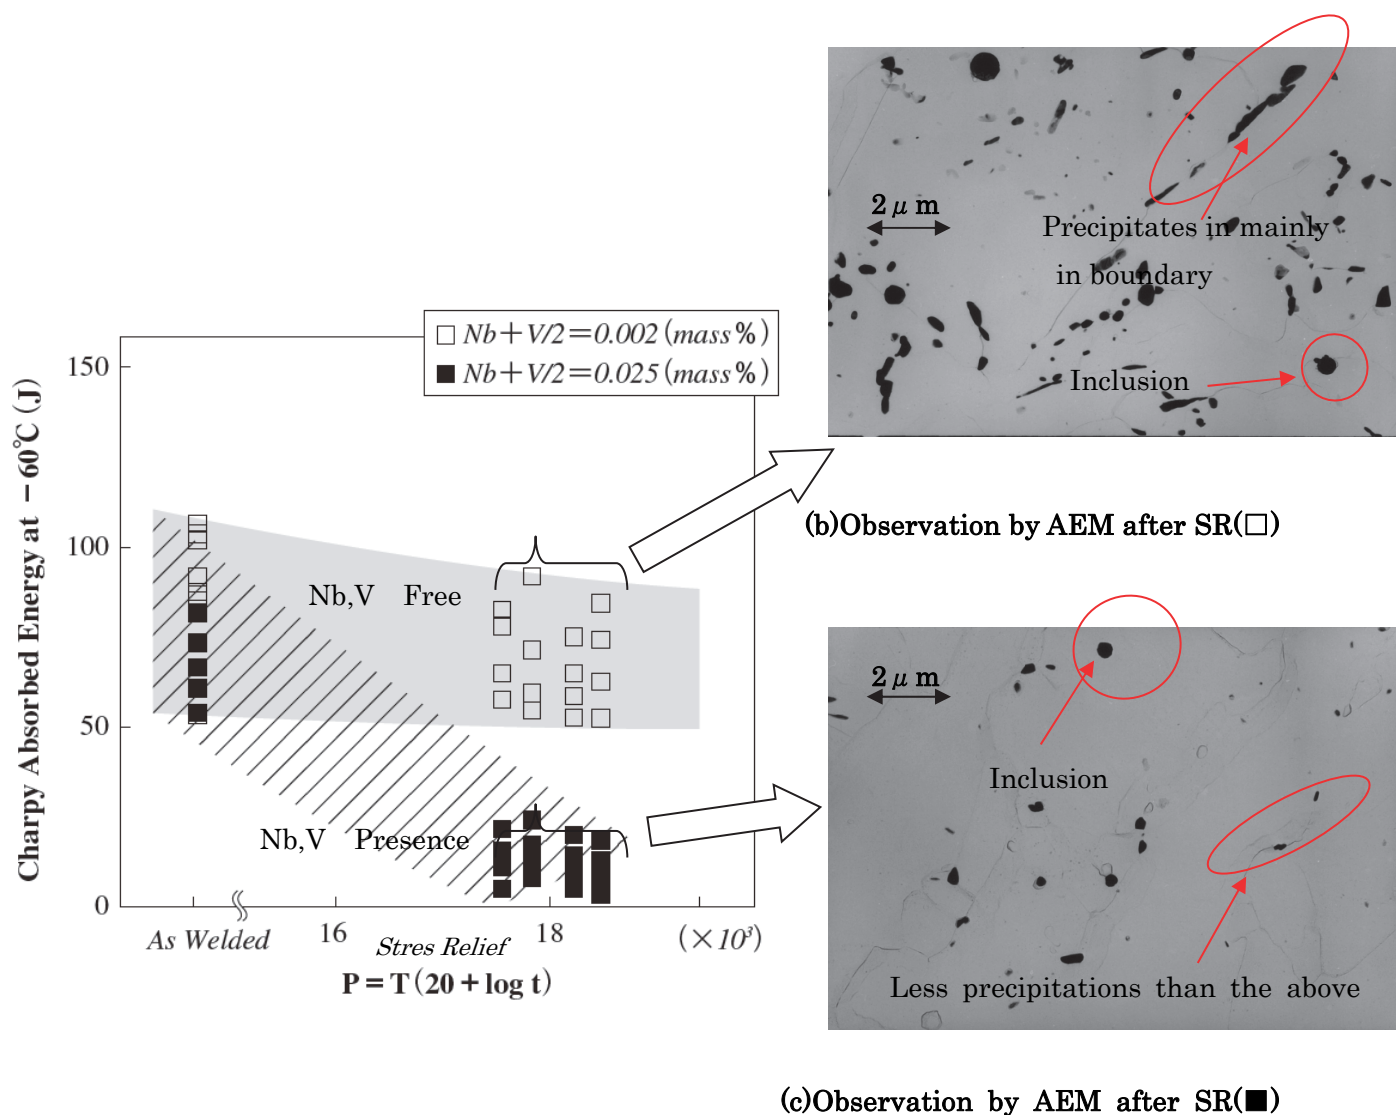 □ Nb+V/2=0.002 (mass%)
■ Nb+V/2=0.025 (mass%)
Charpy Absorbed Energy at －60℃ (J)
150
100
50
0
Nb,V Free
Nb,V Presence
As Welded
16
Stres Relief
18
(×10³)
P=T(20+log t)
2μm
Precipitates in mainly
in boundary
Inclusion
(b)Observation by AEM after SR(□)
2μm
Inclusion
Less precipitations than the above
(c)Observation by AEM after SR(■)